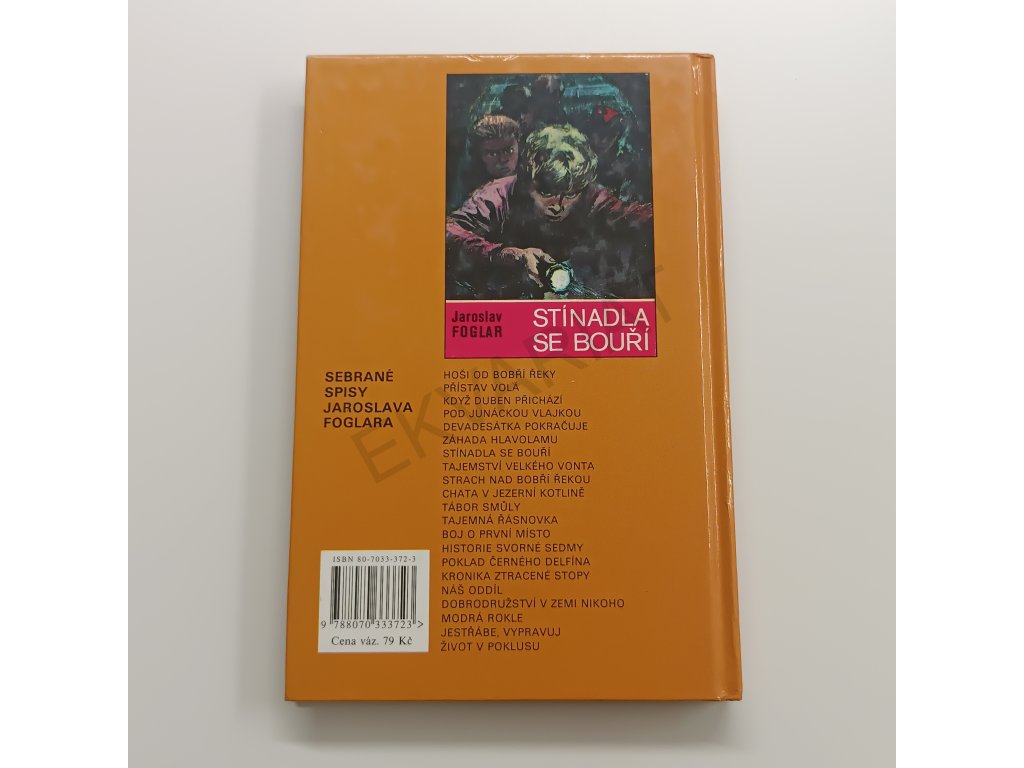 Jaroslav
FOGLAR
STÍNADLA
SE BOUŘÍ
SEBRANÉ
SPISY
JAROSLAVA
FOGLARA
HOŠI OD BOBŘÍ ŘEKY
PŘÍSTAV VOLÁ
KDYŽ DUBEN PŘICHÁZÍ
POD JUNÁCKOU VLAJKOU
DEVADESÁTKA POKRAČUJE
ZÁHADA HLAVOLAMU
STÍNADLA SE BOUŘÍ
TAJEMSTVÍ VELKÉHO VONTA
STRACH NAD BOBŘÍ ŘEKOU
CHATA V JEZERNÍ KOTLINĚ
TÁBOR SMŮLY
TAJEMNÁ ŘÁSNOVKA
BOJ O PRVNÍ MÍSTO
HISTORIE SVORNÉ SEDMY
POKLAD ČERNÉHO DELFÍNA
KRONIKA ZTRACENÉ STOPY
NÁŠ ODDÍL
DOBRODRUŽSTVÍ V ZEMI NIKOHO
MODRÁ ROKLE
JESTŘÁBE, VYPRAVUJ
ŽIVOT V POKLUSU
ISBN 80-7033-372-3
9 788070 333723 >
Cena váz. 79 Kč
EKVARIÁT